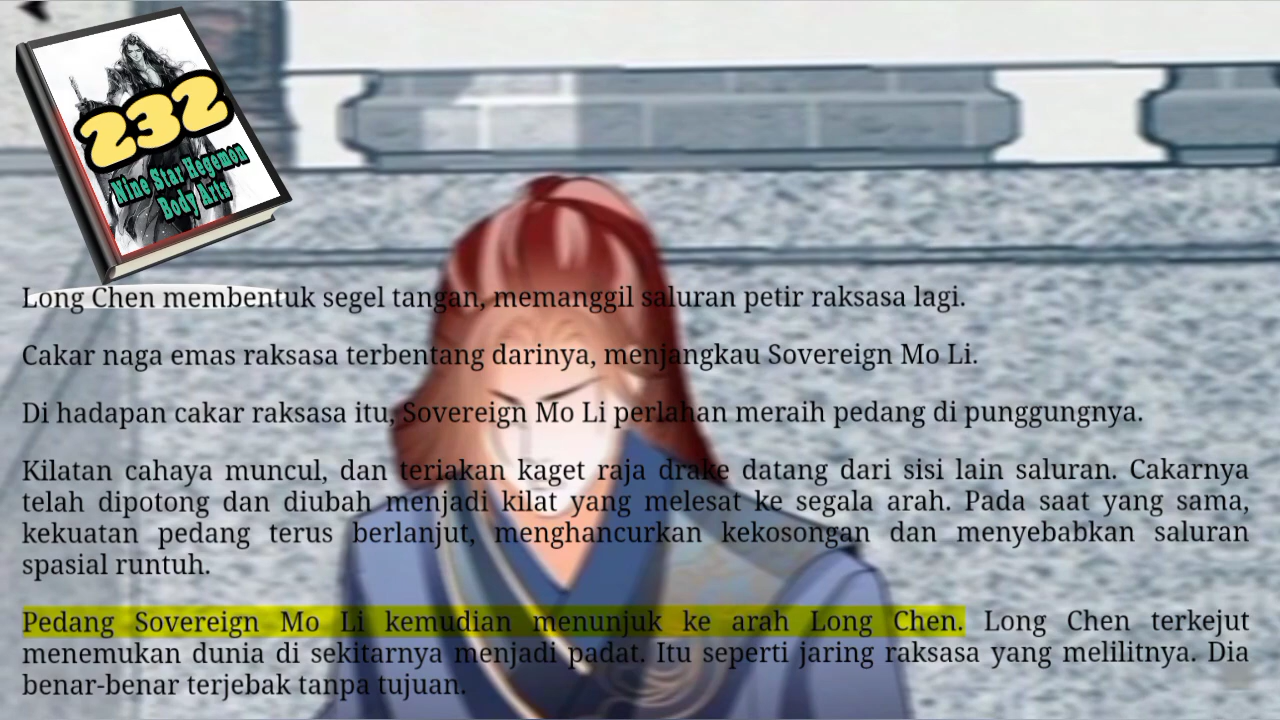 232
Nine Star Hegemon
Body Arts
Long Chen membentuk segel tangan, memanggil saluran petir raksasa lagi.
Cakar naga emas raksasa terbentang darinya, menjangkau Sovereign Mo Li.
Di hadapan cakar raksasa itu, Sovereign Mo Li perlahan meraih pedang di punggungnya.
Kilatan cahaya muncul, dan teriakan kaget raja drake datang dari sisi lain saluran. Cakarnya
telah dipotong dan diubah menjadi kilat yang melesat ke segala arah. Pada saat yang sama,
kekuatan pedang terus berlanjut, menghancurkan kekosongan dan menyebabkan saluran
spasial runtuh.
Pedang Sovereign Mo Li kemudian menunjuk ke arah Long Chen. Long Chen terkejut
menemukan dunia di sekitarnya menjadi padat. Itu seperti jaring raksasa yang melilitnya. Dia
benar-benar terjebak tanpa tujuan.